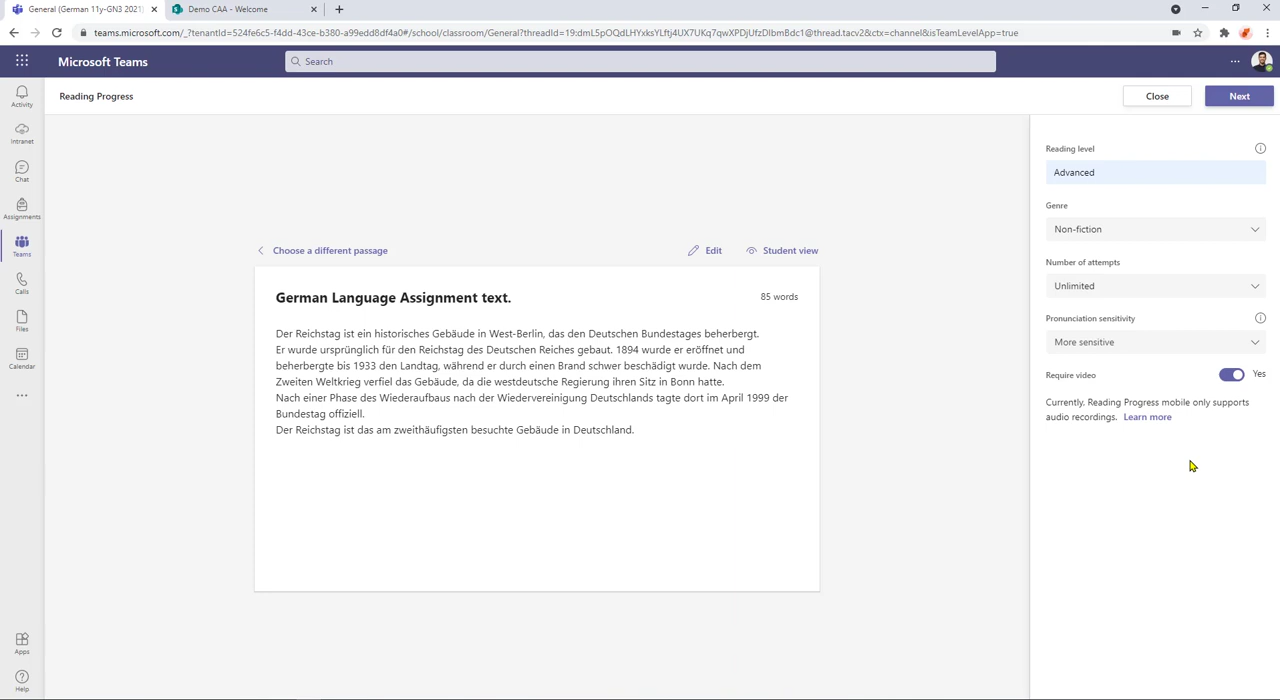 General (German 11y-GN3 2021)
Demo CAA - Welcome
teams.microsoft.com/_?tenantId=524fe6c5-f4dd-43ce-b380-a99edd8df4a0#/school/classroom/General?threadId=19:dmL5pOQdLHYxksYLftj4UX7UKq7qwXPDjUfzDIbmBdc1@thread.tacv2&ctx=channel&isTeamLevelApp=true
Microsoft Teams
Search
Reading Progress
Close
Next
Activity
Intranet
Chat
Assignments
Teams
Calls
Files
Calendar
Apps
Help
Choose a different passage
Edit
Student view
German Language Assignment text.
85 words
Der Reichstag ist ein historisches Gebäude in West-Berlin, das den Deutschen Bundestages beherbergt.
Er wurde ursprünglich für den Reichstag des Deutschen Reiches gebaut. 1894 wurde er eröffnet und
beherbergte bis 1933 den Landtag, während er durch einen Brand schwer beschädigt wurde. Nach dem
Zweiten Weltkrieg verfiel das Gebäude, da die westdeutsche Regierung ihren Sitz in Bonn hatte.
Nach einer Phase des Wiederaufbaus nach der Wiedervereinigung Deutschlands tagte dort im April 1999 der
Bundestag offiziell.
Der Reichstag ist das am zweithäufigsten besuchte Gebäude in Deutschland.
Reading level
Advanced
Genre
Non-fiction
Number of attempts
Unlimited
Pronunciation sensitivity
More sensitive
Require video
Yes
Currently, Reading Progress mobile only supports
audio recordings. Learn more